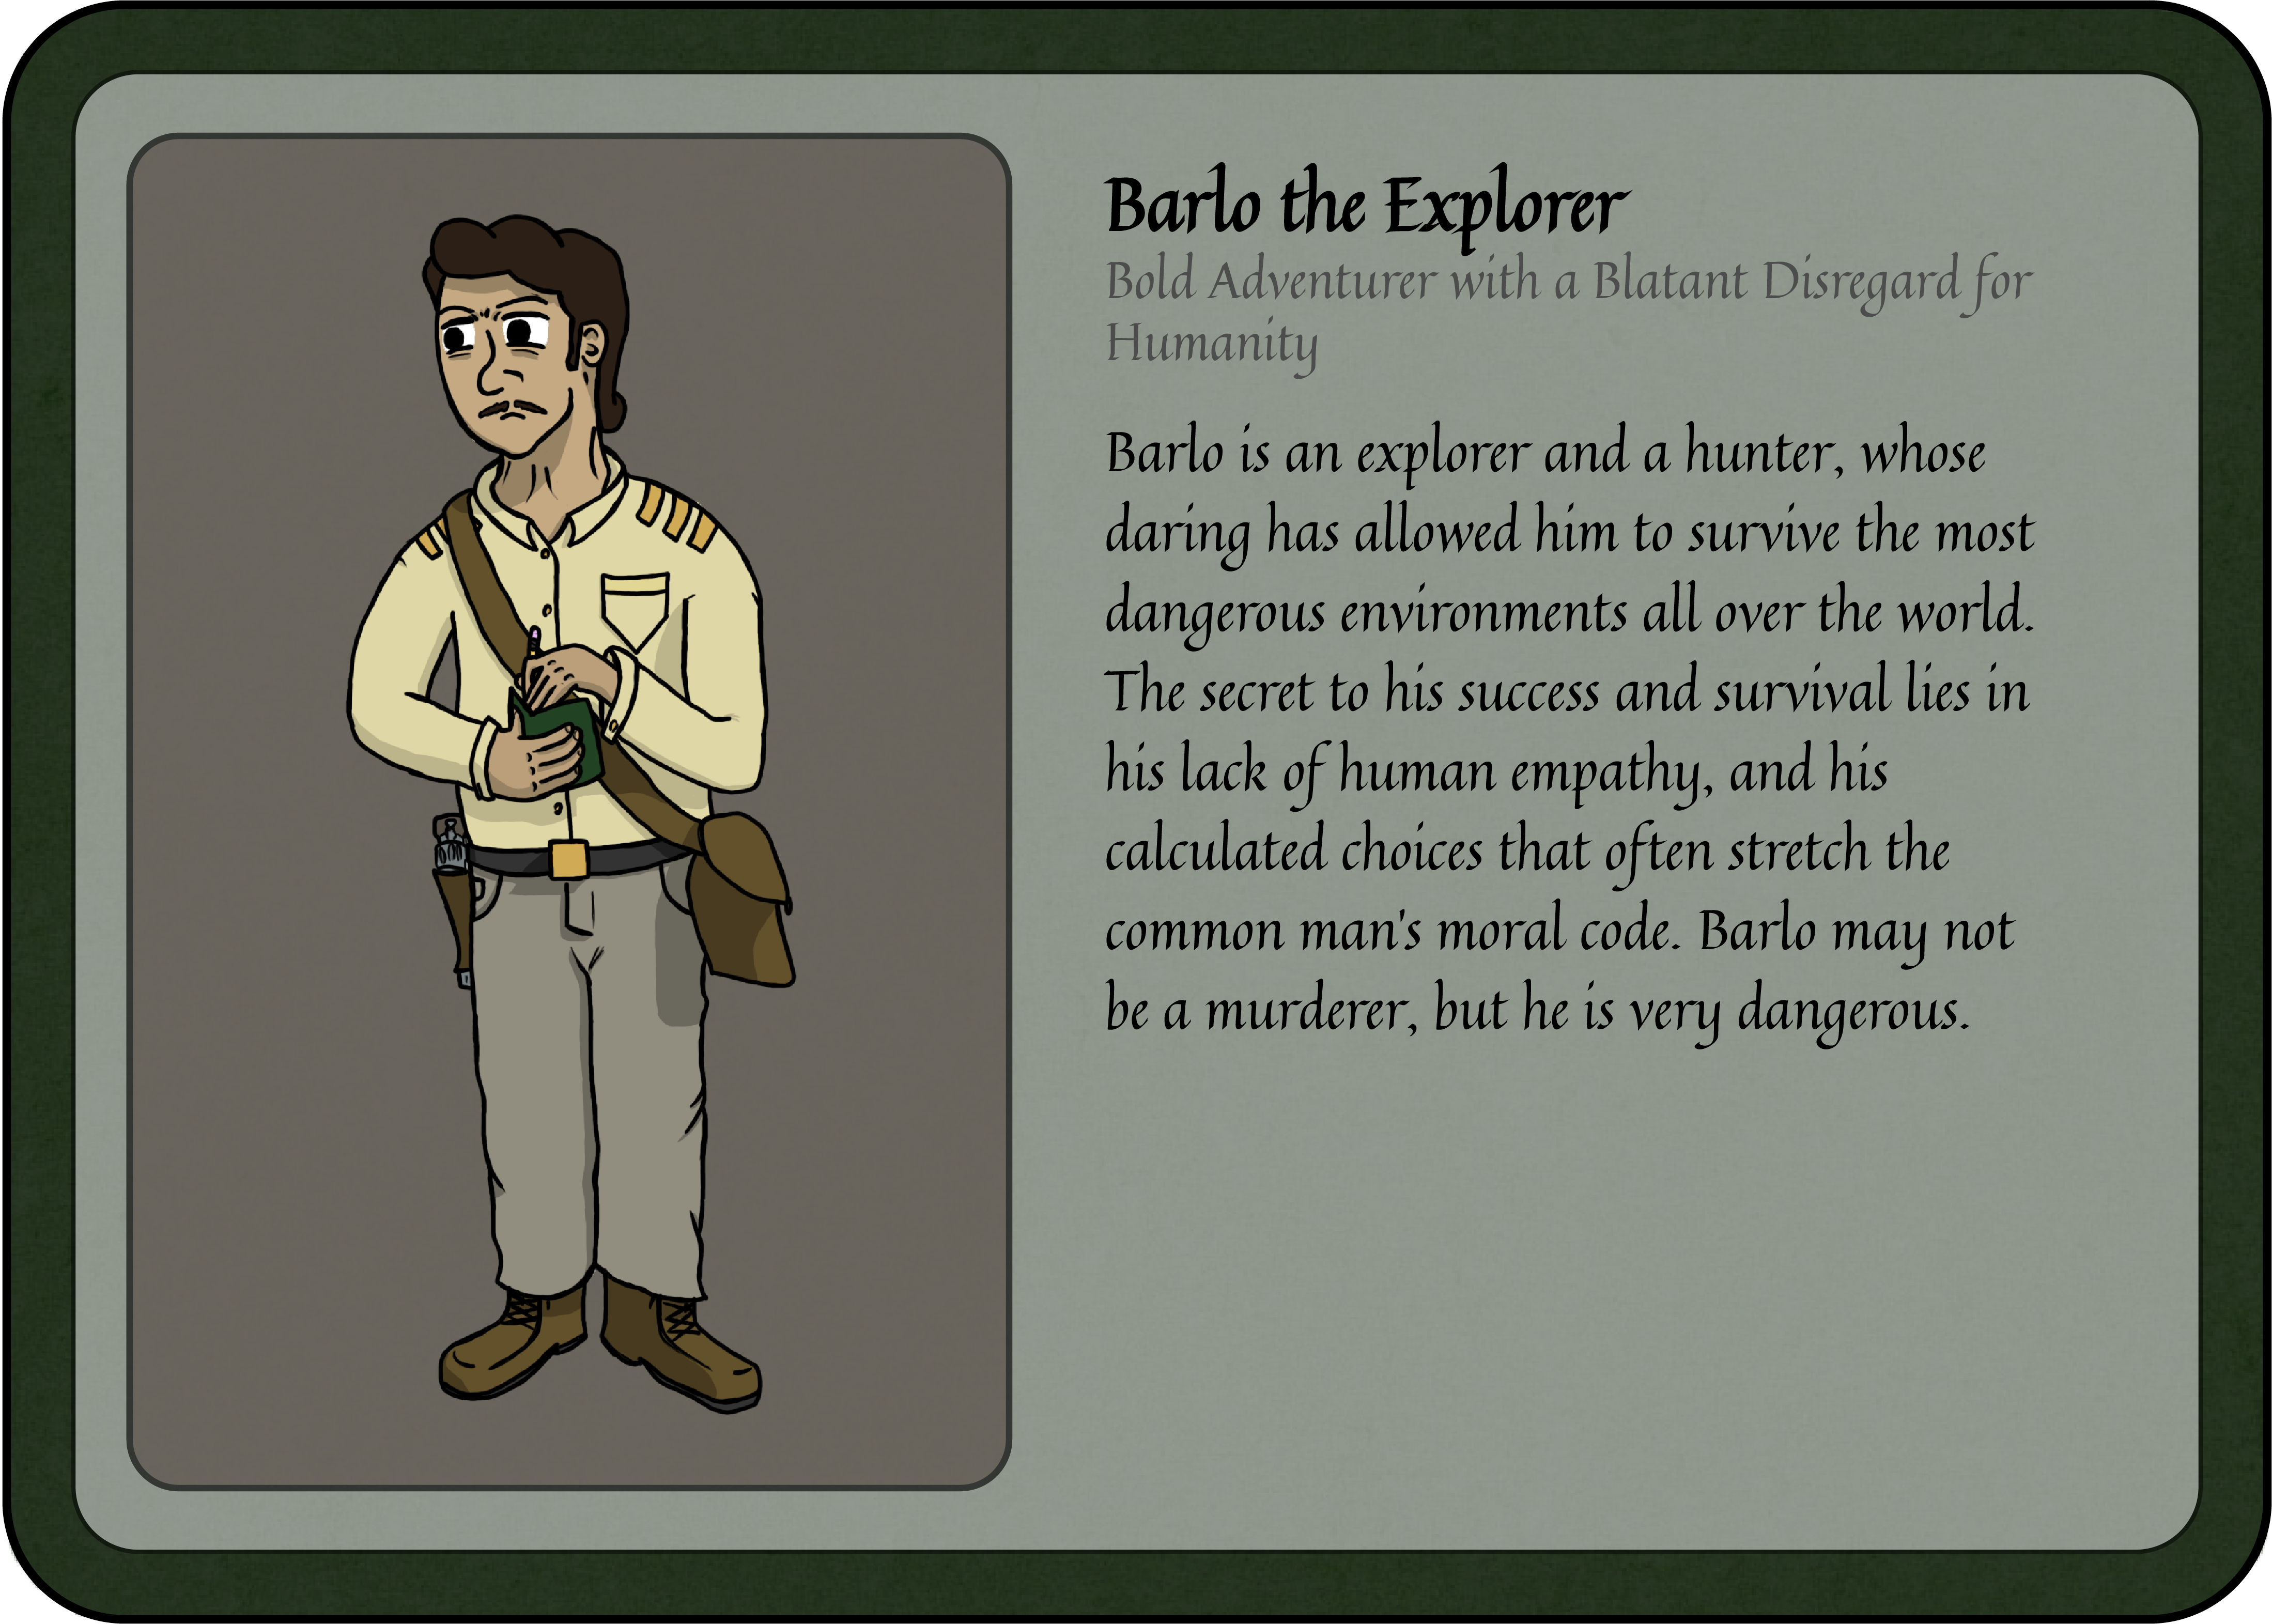 Barlo the Explorer
Bold Adventurer with a Blatant Disregard for
Humanity
Barlo is an explorer and a hunter, whose
daring has allowed him to survive the most
dangerous environments all over the world.
The secret to his success and survival lies in
his lack of human empathy, and his
calculated choices that often stretch the
common man's moral code. Barlo may not
be a murderer, but he is very dangerous.